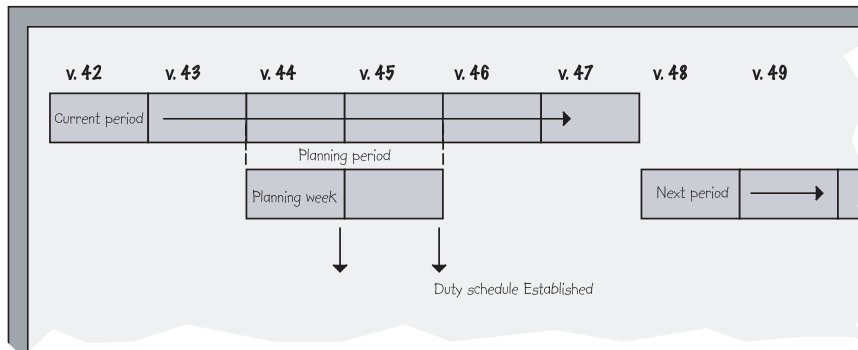 v. 42 v. 43 v. 44 v. 45 v. 46 v. 47 v. 48 v. 49
Current period
Planning period
Planning week
Next period
Duty schedule Established